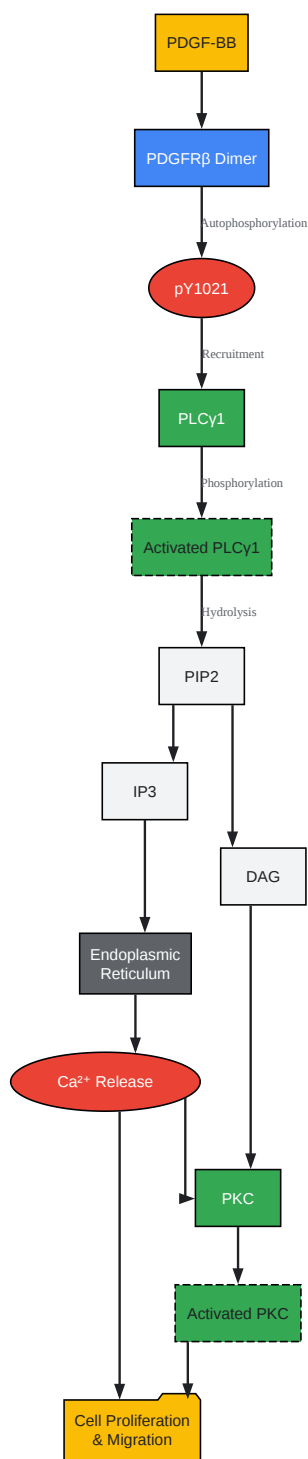 PDGF-BB
PDGFRβ Dimer
Autophosphorylation
pY1021
Recruitment
PLCγ1
Phosphorylation
Activated PLCγ1
Hydrolysis
PIP2
IP3
DAG
Endoplasmic
Reticulum
Ca²⁺ Release
PKC
Activated PKC
Cell Proliferation
& Migration